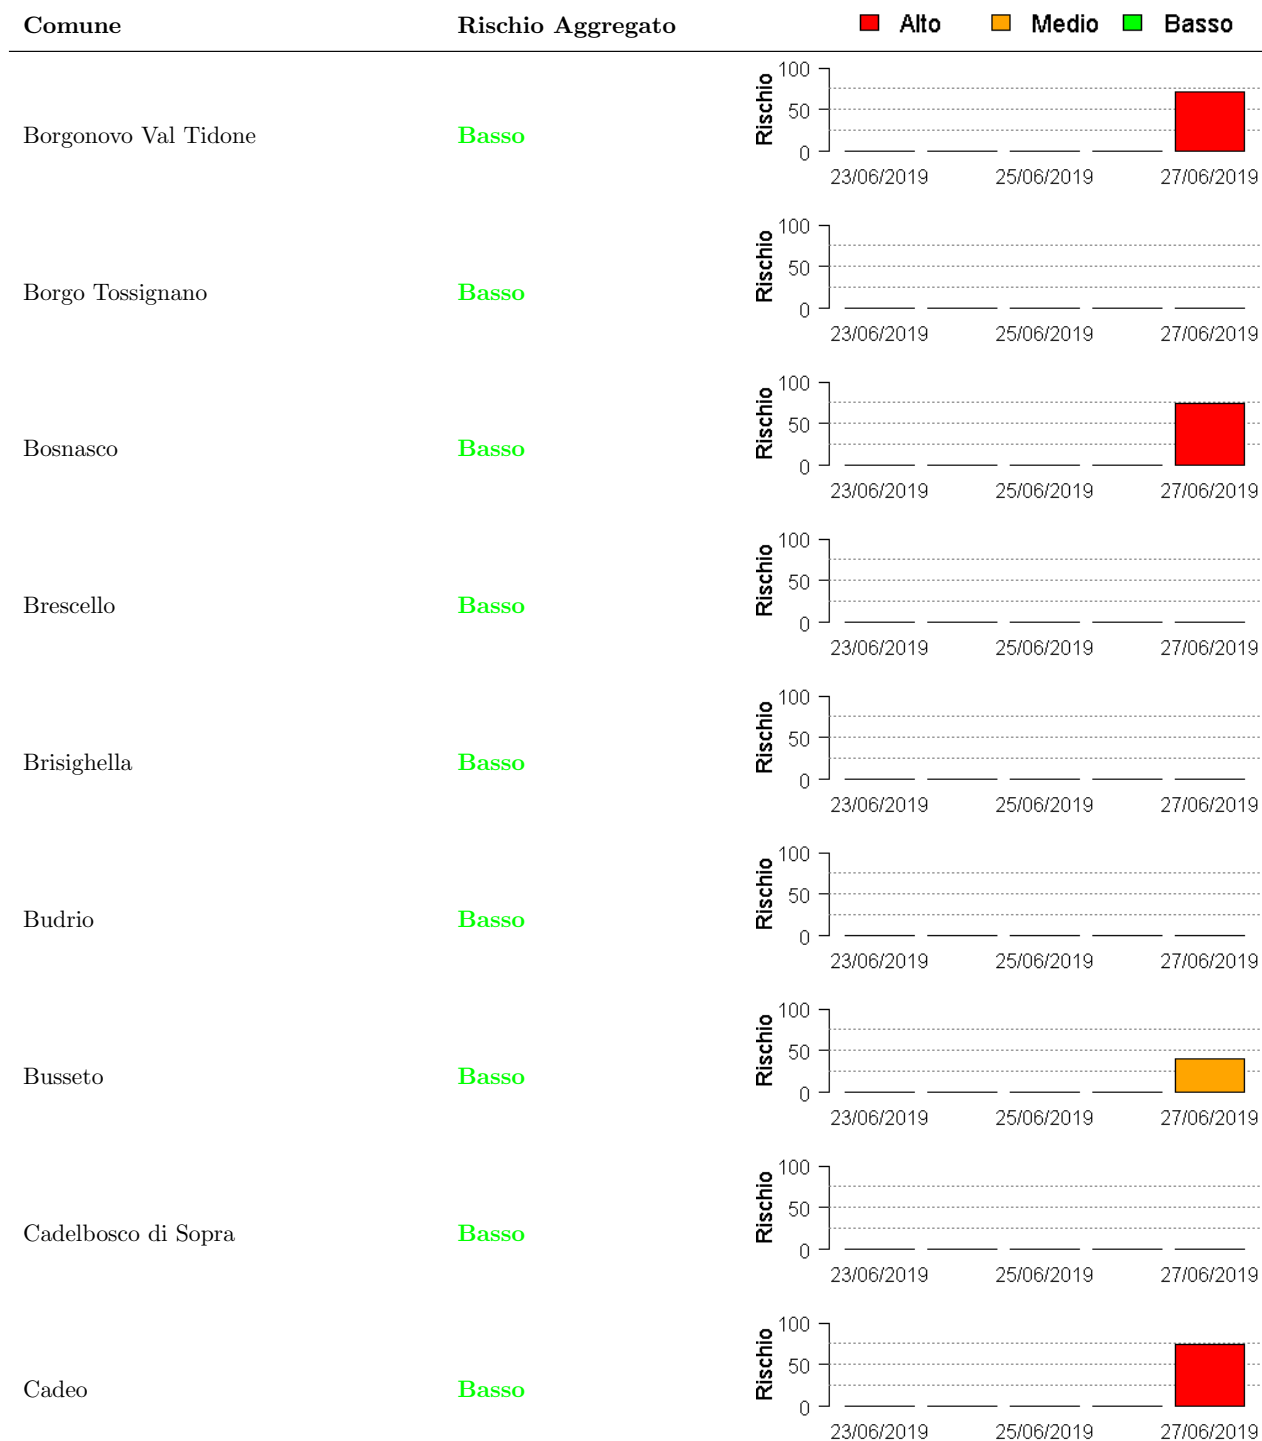 Comune Rischio Aggregato Alto Medio Basso
100
50
0
Rischio
Borgonovo Val Tidone Basso
23/06/2019 25/06/2019 27/06/2019
100
50
0
Rischio
Borgo Tossignano Basso
23/06/2019 25/06/2019 27/06/2019
100
50
0
Rischio
Bosnasco Basso
23/06/2019 25/06/2019 27/06/2019
100
50
0
Rischio
Brescello Basso
23/06/2019 25/06/2019 27/06/2019
100
50
0
Rischio
Brisighella Basso
23/06/2019 25/06/2019 27/06/2019
100
50
0
Rischio
Budrio Basso
23/06/2019 25/06/2019 27/06/2019
100
50
0
Rischio
Busseto Basso
23/06/2019 25/06/2019 27/06/2019
100
50
0
Rischio
Cadelbosco di Sopra Basso
23/06/2019 25/06/2019 27/06/2019
100
50
0
Rischio
Cadeo Basso
23/06/2019 25/06/2019 27/06/2019